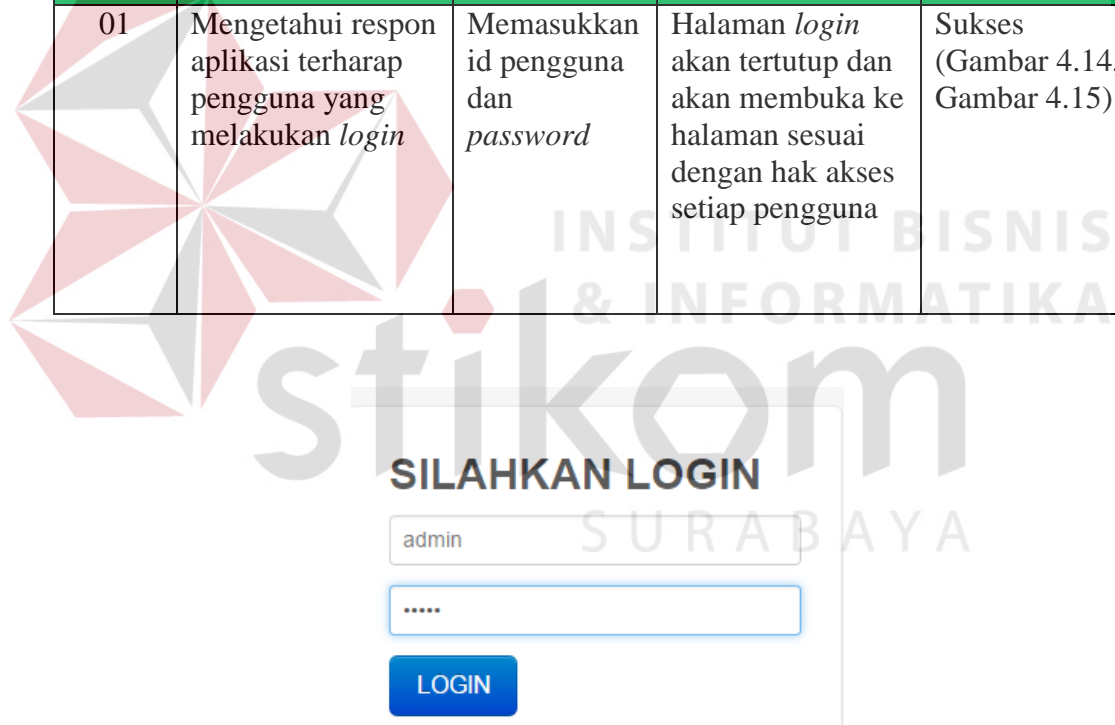 01
Mengetahui respon
aplikasi terharap
pengguna yang
melakukan login
Memasukkan
id pengguna
dan
password
Halaman login
akan tertutup dan
akan membuka ke
halaman sesuai
dengan hak akses
setiap pengguna
Sukses
(Gambar 4.14,
Gambar 4.15)
INSTITUT BISNIS
& INFORMATIKA
stikom
SURABAYA
SILAHKAN LOGIN
admin
•••••
LOGIN